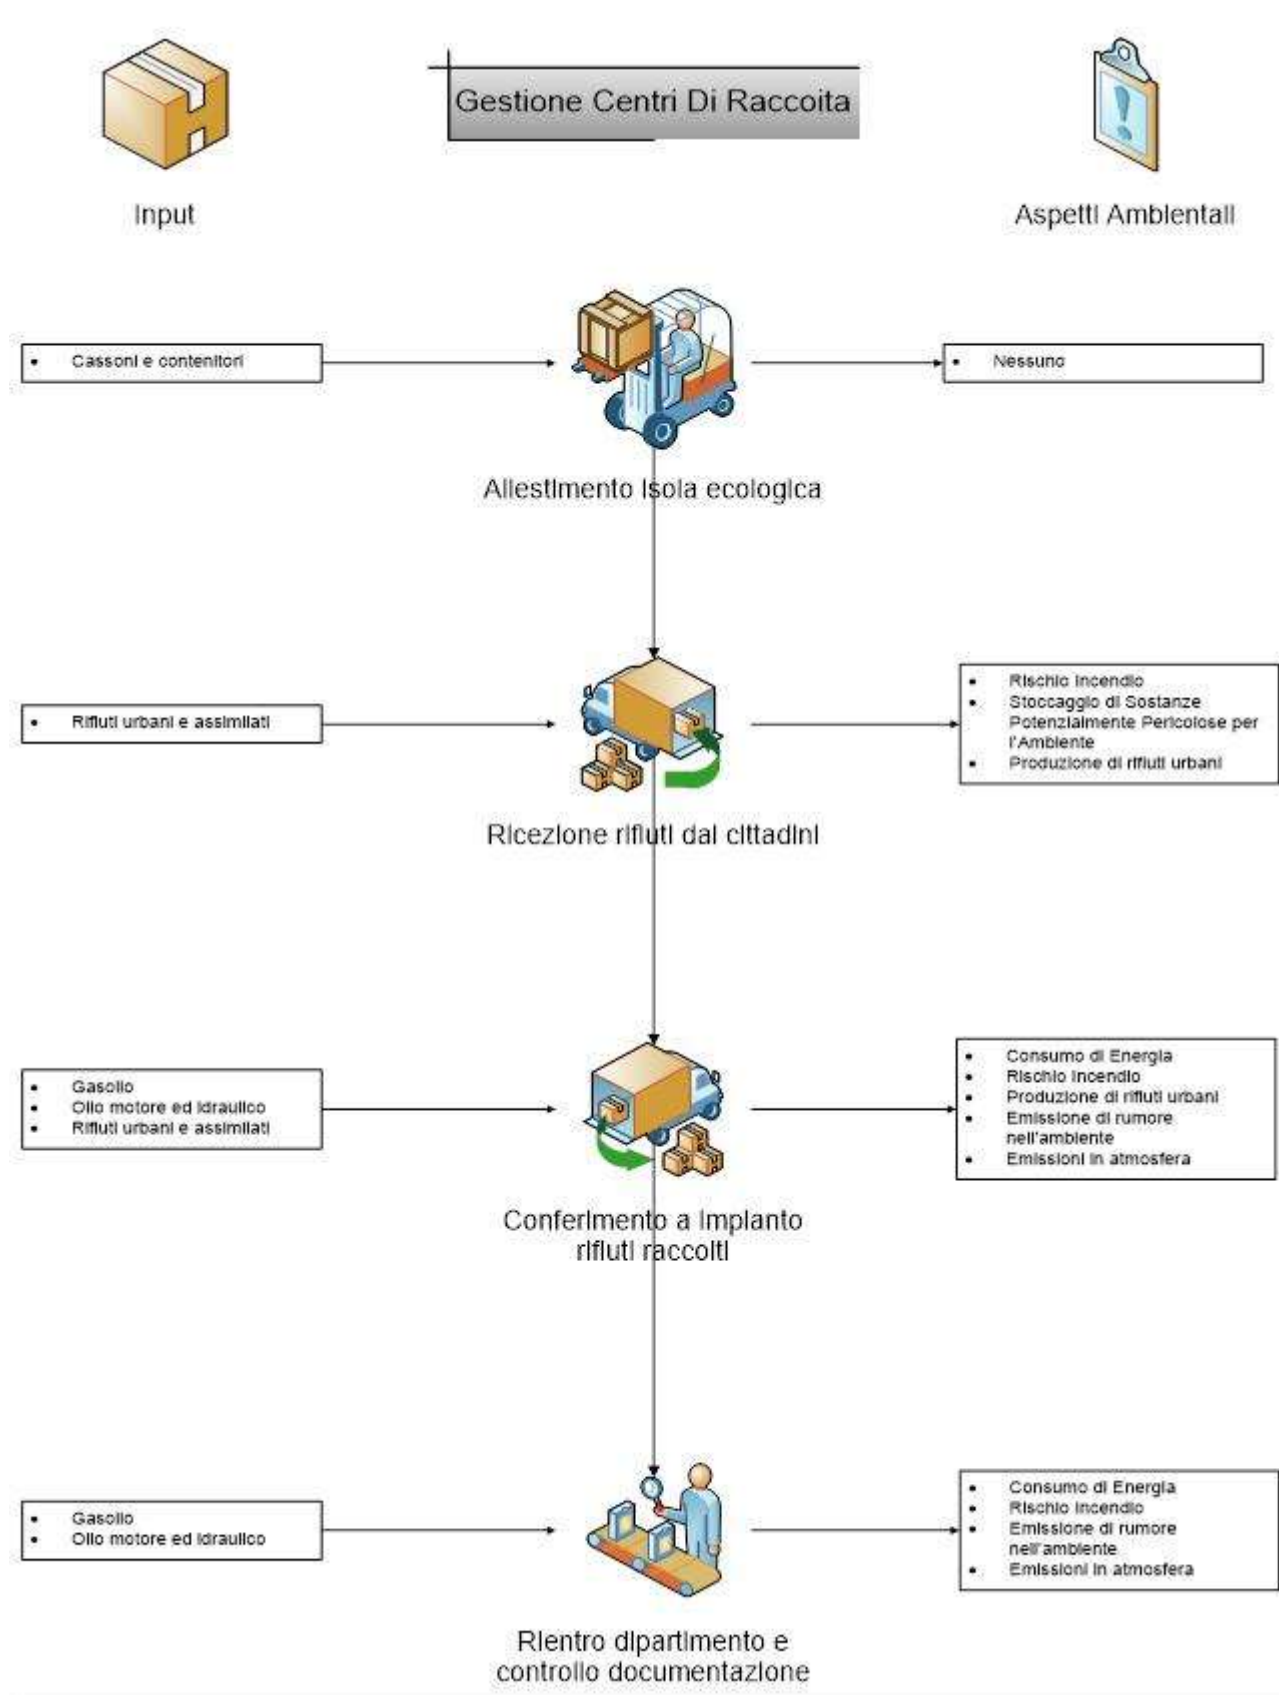 Gestione Centri Di Raccolta
Input
Aspetti Ambientali
Cassoni e contenitori
Nessuno
Allestimento isola ecologica
Rifiuti urbani e assimilati
Rischio Incendio
Stoccaggio di Sostanze
Potenzialmente Pericolose per
l'Ambiente
Produzione di rifiuti urbani
Ricezione rifiuti dai cittadini
Gasolio
Olio motore ed Idraulico
Rifiuti urbani e assimilati
Consumo di Energia
Rischio Incendio
Produzione di rifiuti urbani
Emissione di rumore
nell'ambiente
Emissioni in atmosfera
Conferimento a Impianto
rifiuti raccolti
Gasolio
Olio motore ed Idraulico
Consumo di Energia
Rischio Incendio
Emissione di rumore
nell'ambiente
Emissioni in atmosfera
Rientro dipartimento e
controllo documentazione